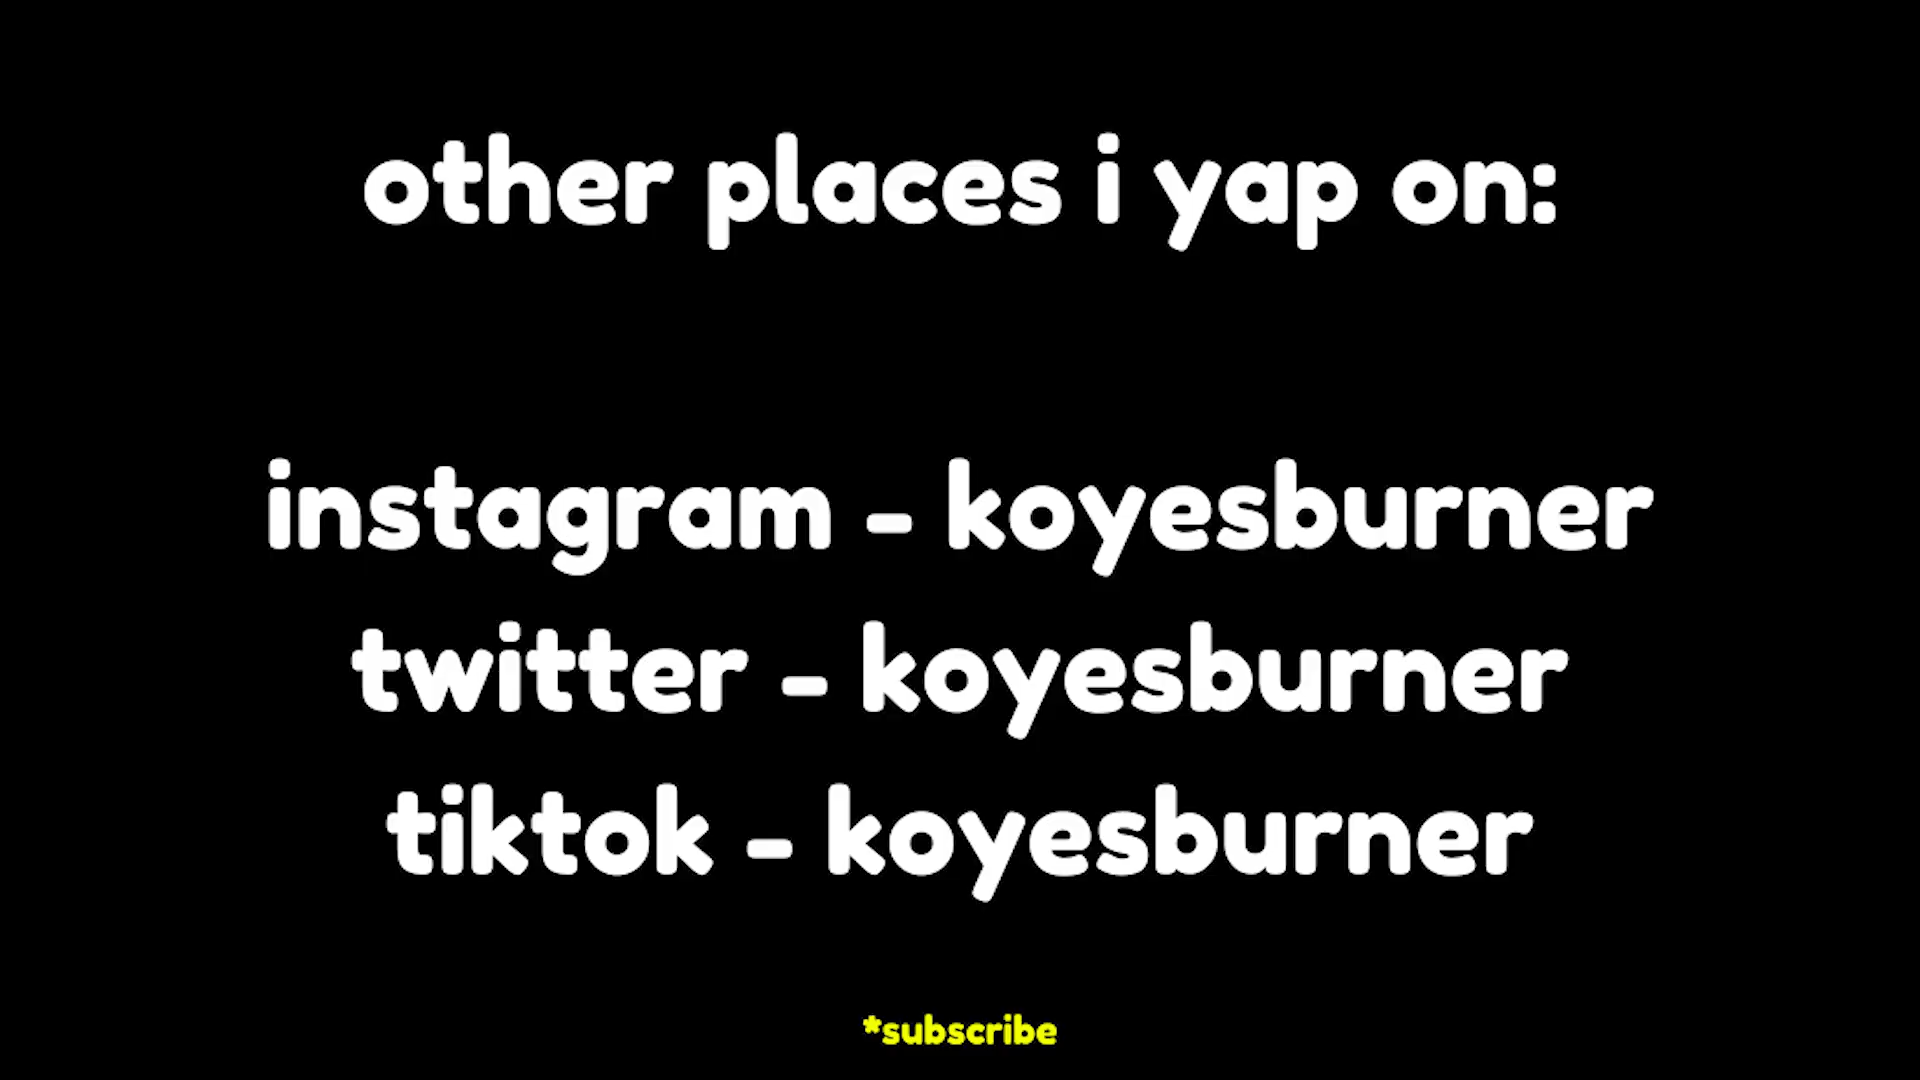 other places i yap on:
instagram - koyesburner
twitter - koyesburner
tiktok - koyesburner
*subscribe